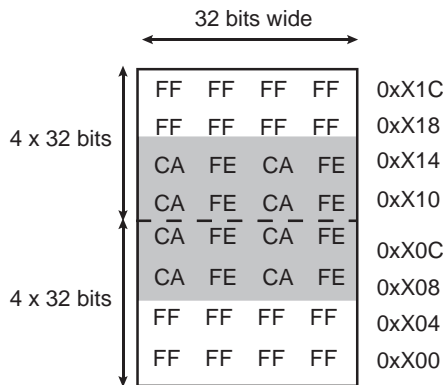 32 bits wide
FF FF FF FF 0xX1C
FF FF FF FF 0xX18
4 x 32 bits
CA FE CA FE 0xX14
CA FE CA FE 0xX10
CA FE CA FE 0xX0C
CA FE CA FE 0xX08
4 x 32 bits
FF FF FF FF 0xX04
FF FF FF FF 0xX00